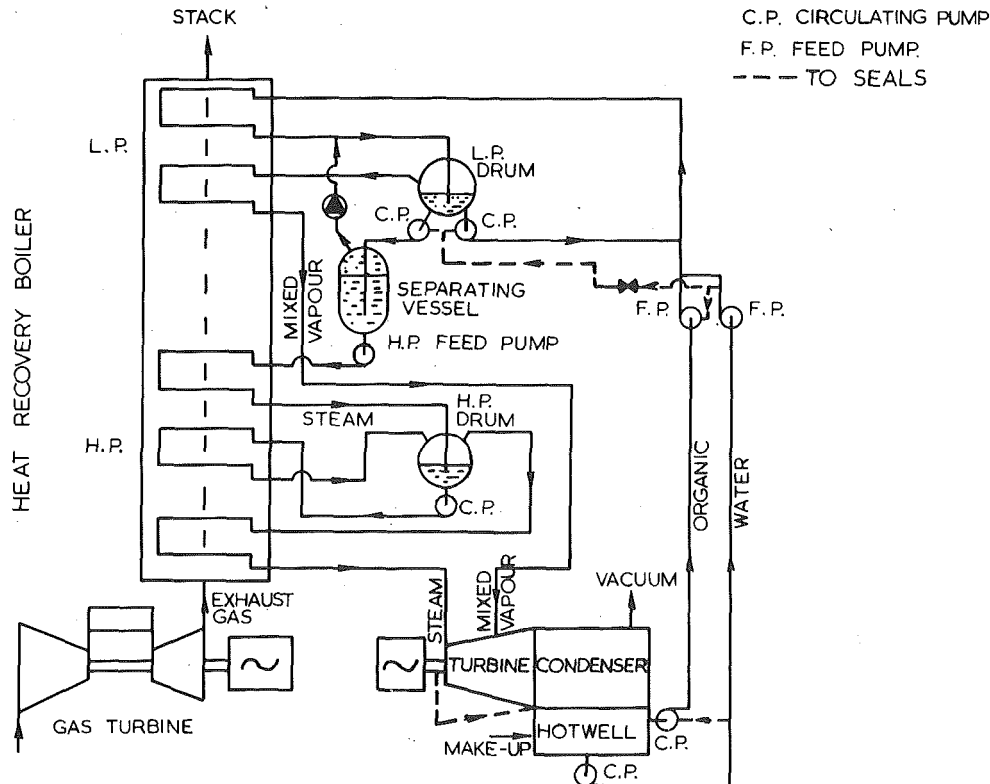 STACK
C.P. CIRCULATING PUMP
F.P. FEED PUMP.
TO SEALS
L.P.
L.P.
DRUM
C.P.
C.P.
HEAT RECOVERY BOILER
MIXED
VAPOUR
SEPARATING
VESSEL
F.P.
F.P.
H.P. FEED PUMP
STEAM
H.P.
DRUM
H.P.
C.P.
ORGANIC
WATER
EXHAUST
GAS
STEAM
MIXED
VAPOUR
VACUUM
TURBINE
CONDENSER
GAS TURBINE
HOTWELL
MAKE-UP
C.P.
C.P.